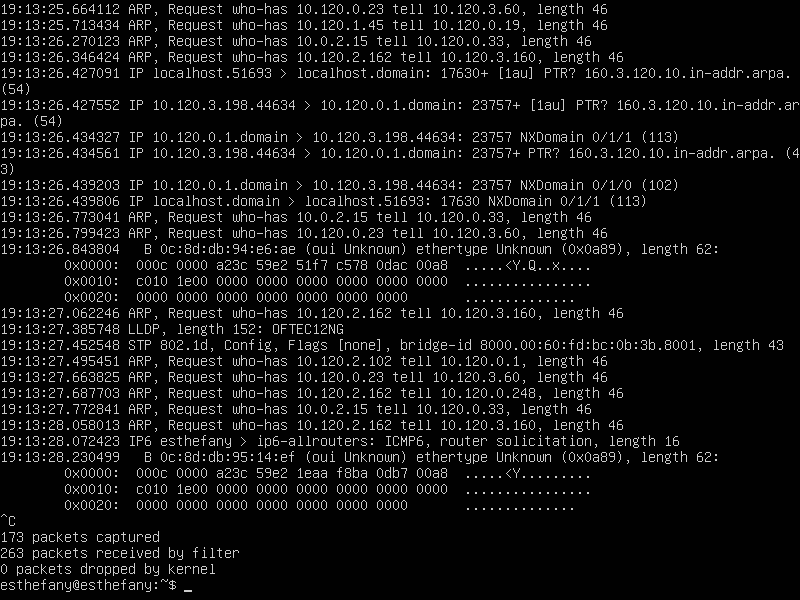 19:13:25.664112 ARP, Request who-has 10.120.0.23 tell 10.120.3.60, length 46
19:13:25.713434 ARP, Request who-has 10.120.1.45 tell 10.120.0.19, length 46
19:13:26.270123 ARP, Request who-has 10.0.2.15 tell 10.120.0.33, length 46
19:13:26.346424 ARP, Request who-has 10.120.2.162 tell 10.120.3.160, length 46
19:13:26.427091 IP localhost.51693 > localhost.domain: 17630+ [1au] PTR? 160.3.120.10.in-addr.arpa.
(54)
19:13:26.427552 IP 10.120.3.198.44634 > 10.120.0.1.domain: 23757+ [1au] PTR? 160.3.120.10.in-addr.ar
pa. (54)
19:13:26.434327 IP 10.120.0.1.domain > 10.120.3.198.44634: 23757 NXDomain 0/1/1 (113)
19:13:26.434561 IP 10.120.3.198.44634 > 10.120.0.1.domain: 23757+ PTR? 160.3.120.10.in-addr.arpa. (4
3)
19:13:26.439203 IP 10.120.0.1.domain > 10.120.3.198.44634: 23757 NXDomain 0/1/0 (102)
19:13:26.439806 IP localhost.domain > localhost.51693: 17630 NXDomain 0/1/1 (113)
19:13:26.773041 ARP, Request who-has 10.0.2.15 tell 10.120.0.33, length 46
19:13:26.799423 ARP, Request who-has 10.120.0.23 tell 10.120.3.60, length 46
19:13:26.843804   B 0c:8d:db:94:e6:ae (oui Unknown) ethertype Unknown (0x0a89), length 62:
        0x0000:  000c 0000 a23c 59e2 51f7 c578 0dac 00a8  .....<Y.Q..x....
        0x0010:  c010 1e00 0000 0000 0000 0000 0000 0000  ................
        0x0020:  0000 0000 0000 0000 0000 0000 0000       ..............
19:13:27.062246 ARP, Request who-has 10.120.2.162 tell 10.120.3.160, length 46
19:13:27.385748 LLDP, length 152: OFTEC12NG
19:13:27.452548 STP 802.1d, Config, Flags [none], bridge-id 8000.00:60:fd:bc:0b:3b.8001, length 43
19:13:27.495451 ARP, Request who-has 10.120.2.102 tell 10.120.0.1, length 46
19:13:27.663825 ARP, Request who-has 10.120.0.23 tell 10.120.3.60, length 46
19:13:27.687703 ARP, Request who-has 10.120.2.162 tell 10.120.0.248, length 46
19:13:27.772841 ARP, Request who-has 10.0.2.15 tell 10.120.0.33, length 46
19:13:28.058013 ARP, Request who-has 10.120.2.162 tell 10.120.3.160, length 46
19:13:28.072423 IP6 esthefany > ip6-allrouters: ICMP6, router solicitation, length 16
19:13:28.230499   B 0c:8d:db:95:14:ef (oui Unknown) ethertype Unknown (0x0a89), length 62:
        0x0000:  000c 0000 a23c 59e2 1eaa f8ba 0db7 00a8  .....<Y.........
        0x0010:  c010 1e00 0000 0000 0000 0000 0000 0000  ................
        0x0020:  0000 0000 0000 0000 0000 0000 0000       ..............
^C
173 packets captured
263 packets received by filter
0 packets dropped by kernel
esthefany@esthefany:~$ _